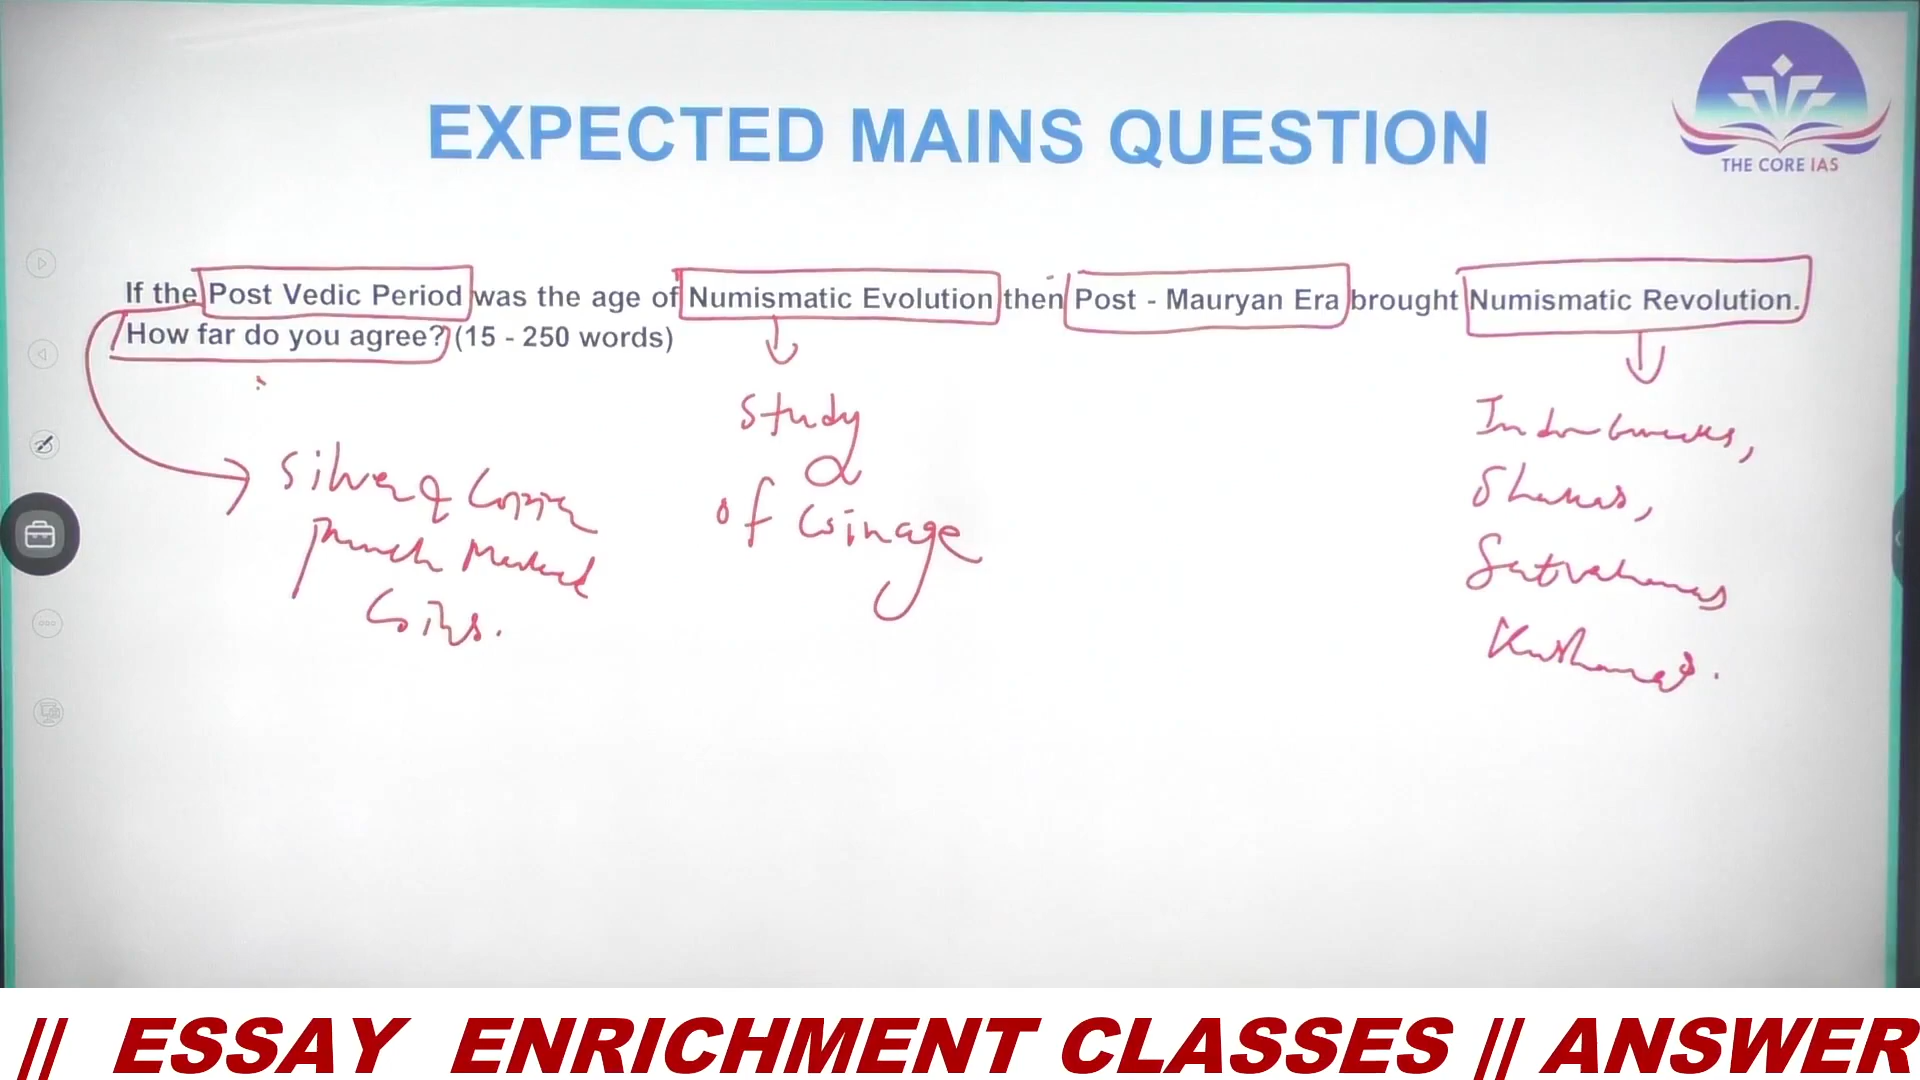 THE CORE IAS
EXPECTED MAINS QUESTION
If the Post Vedic Period was the age of Numismatic Evolution then Post - Mauryan Era brought Numismatic Revolution.
How far do you agree? (15 - 250 words)
Silver & Copper
Punch Marked
Coins.
Study
of Coinage
Indo-Greeks,
Shakas,
Satvahanas
Kushanas.
// ESSAY ENRICHMENT CLASSES // ANSWER